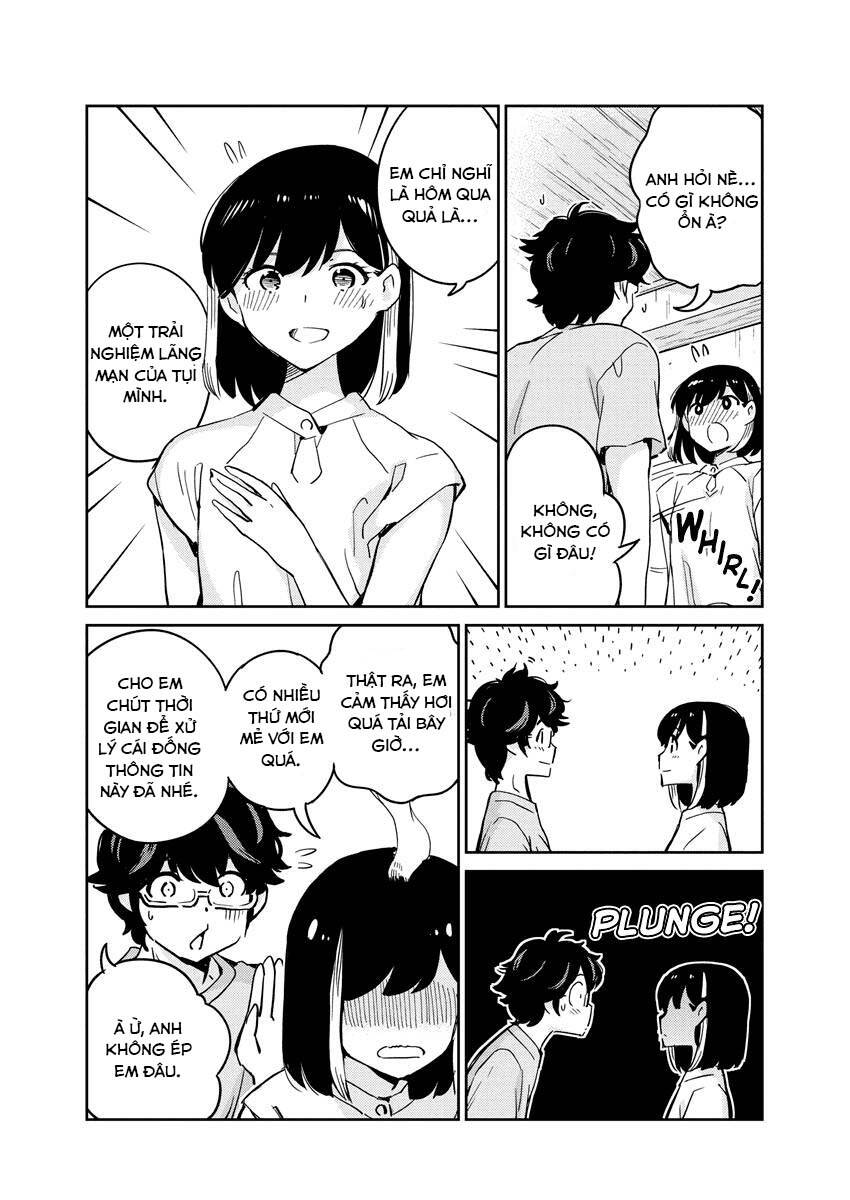 ANH HỎI NÈ...
CÓ GÌ KHÔNG
ỔN À?
KHÔNG,
KHÔNG CÓ
GÌ ĐÂU!
WHIRL!
EM CHỈ NGHĨ
LÀ HÔM QUA
QUẢ LÀ...
MỘT TRẢI
NGHIỆM LÃNG
MẠN CỦA TỤI
MÌNH.
PLUNGE!
THẬT RA, EM
CẢM THẤY HƠI
QUÁ TẢI BÂY
GIỜ...
CÓ NHIỀU
THỨ MỚI
MẺ VỚI EM
QUÁ.
CHO EM
CHÚT THỜI
GIAN ĐỂ XỬ
LÝ CÁI ĐỐNG
THÔNG TIN
NÀY ĐÃ NHÉ.
À Ừ, ANH
KHÔNG ÉP
EM ĐÂU.